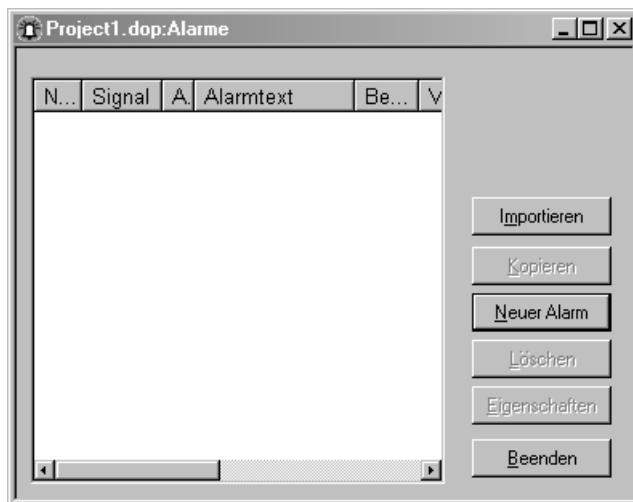 Project1.dop:Alarme
N... Signal A. Alarmtext Be... V
Importieren
Kopieren
Neuer Alarm
Löschen
Eigenschaften
Beenden